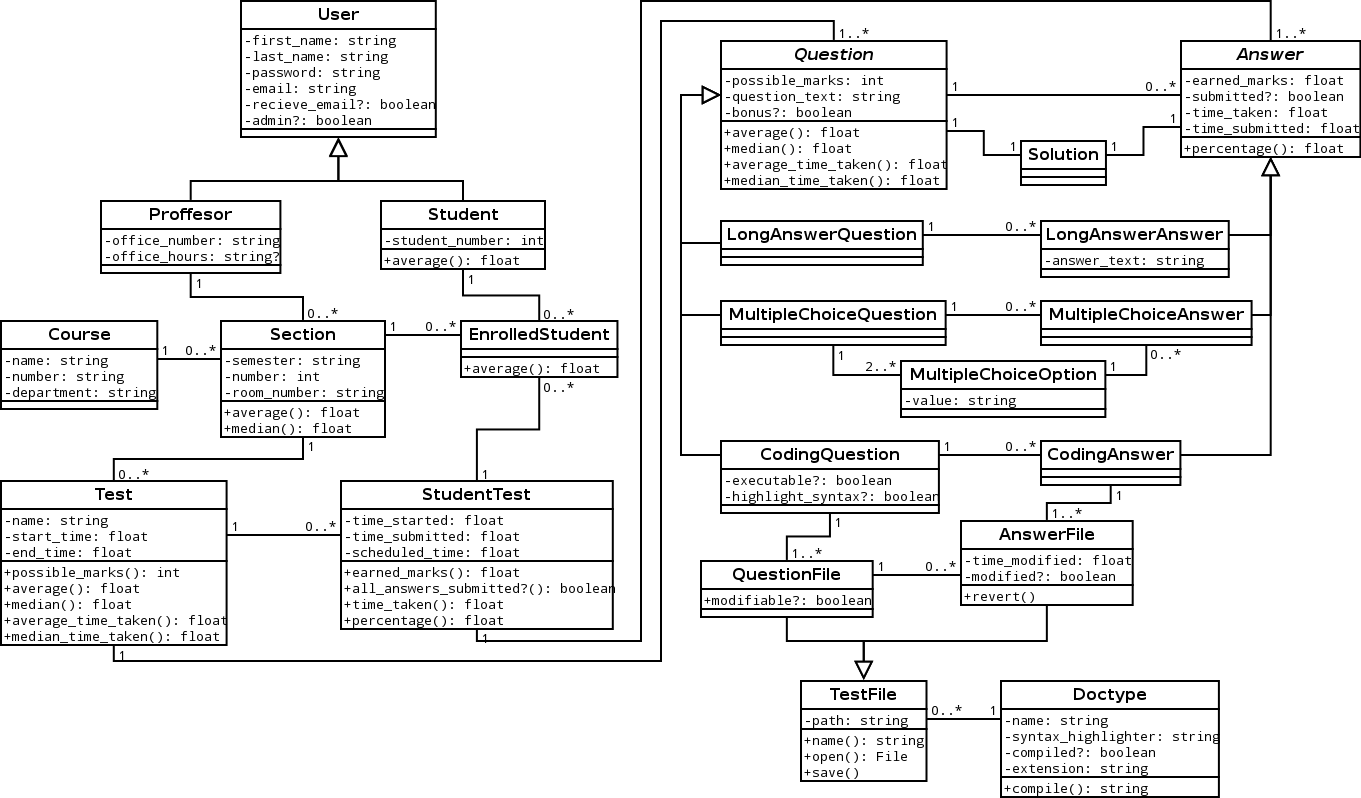 User
-first_name: string
-last_name: string
-password: string
-email: string
-recieve_email?: boolean
-admin?: boolean
Proffesor
-office_number: string
-office_hours: string?
1
Student
-student_number: int
+average(): float
1
Course
-name: string
-number: string
-department: string
1
0..*
0..*
Section
-semester: string
-number: int
-room_number: string
+average(): float
+median(): float
1
0..*
1
0..*
EnrolledStudent
+average(): float
0..*
1
0..*
Test
-name: string
-start_time: float
-end_time: float
+possible_marks(): int
+average(): float
+median(): float
+average_time_taken(): float
+median_time_taken(): float
1
1
0..*
1
StudentTest
-time_started: float
-time_submitted: float
-scheduled_time: float
+earned_marks(): float
+all_answers_submitted?(): boolean
+time_taken(): float
+percentage(): float
1
1..*
Question
-possible_marks: int
-question_text: string
-bonus?: boolean
+average(): float
+median(): float
+average_time_taken(): float
+median_time_taken(): float
1
0..*
1
1
Solution
1
1
1..*
Answer
-earned_marks: float
-submitted?: boolean
-time_taken: float
-time_submitted: float
+percentage(): float
LongAnswerQuestion
1
0..*
LongAnswerAnswer
-answer_text: string
MultipleChoiceQuestion
1
0..*
MultipleChoiceAnswer
1
2..*
MultipleChoiceOption
-value: string
1
0..*
CodingQuestion
-executable?: boolean
-highlight_syntax?: boolean
1
0..*
CodingAnswer
1
1..*
1
1..*
QuestionFile
+modifiable?: boolean
1
0..*
AnswerFile
-time_modified: float
-modified?: boolean
+revert()
TestFile
-path: string
+name(): string
+open(): File
+save()
0..*
1
Doctype
-name: string
-syntax_highlighter: string
-compiled?: boolean
-extension: string
+compile(): string